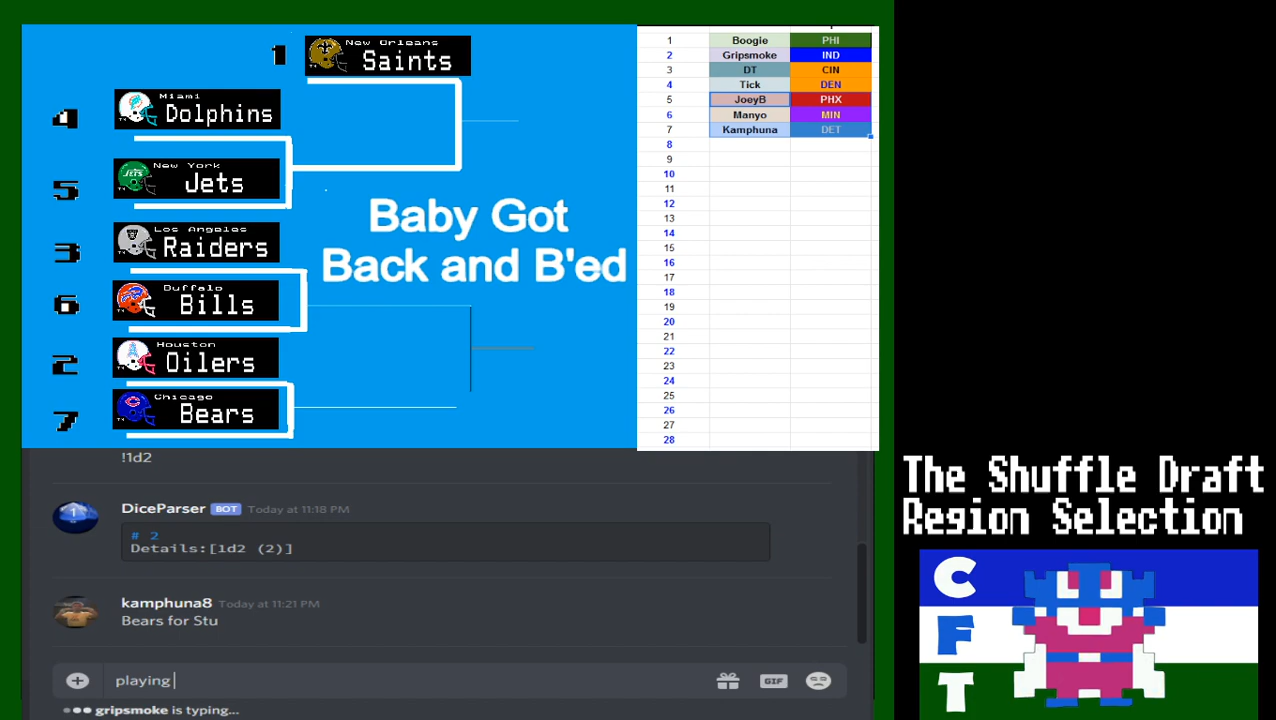 1
New Orleans
Saints
4
Miami
Dolphins
5
New York
Jets
3
Los Angeles
Raiders
6
Buffalo
Bills
2
Houston
Oilers
7
Chicago
Bears
Baby Got
Back and B'ed
1 Boogie PHI
2 Gripsmoke IND
3 DT CIN
4 Tick DEN
5 JoeyB PHX
6 Manyo MIN
7 Kamphuna DET
8
9
10
11
12
13
14
15
16
17
18
19
20
21
22
23
24
25
26
27
28
!1d2
DiceParser BOT Today at 11:18 PM
# 2
Details:[1d2 (2)]
kamphuna8 Today at 11:21 PM
Bears for Stu
playing
GIF
gripsmoke is typing...
The Shuffle Draft
Region Selection
C
F
T